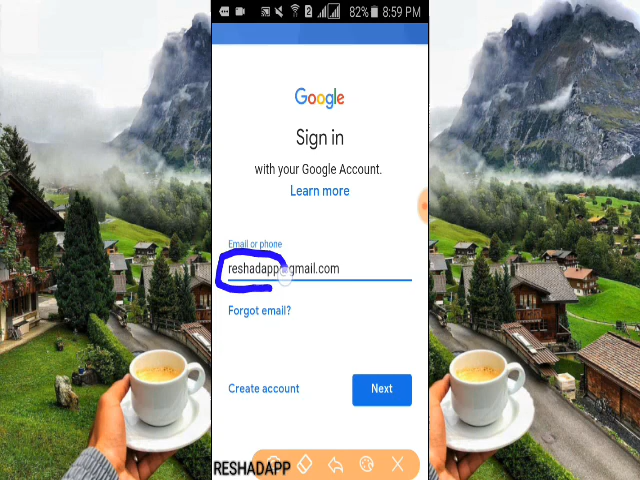 82% 8:59 PM
Google
Sign in
with your Google Account.
Learn more
Email or phone
reshadapp@gmail.com
Forgot email?
Create account
Next
RESHADAPP